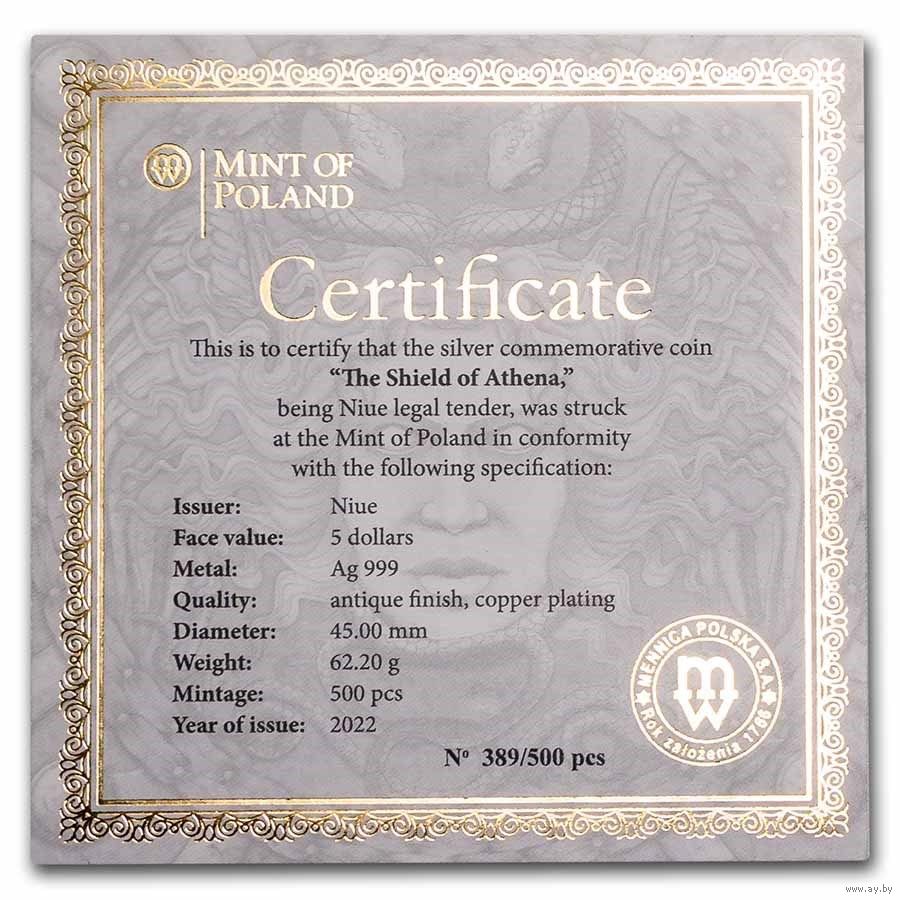 MINT OF
POLAND
Certificate
This is to certify that the silver commemorative coin
“The Shield of Athena,”
being Niue legal tender, was struck
at the Mint of Poland in conformity
with the following specification:
Issuer: Niue
Face value: 5 dollars
Metal: Ag 999
Quality: antique finish, copper plating
Diameter: 45.00 mm
Weight: 62.20 g
Mintage: 500 pcs
Year of issue: 2022
Nº 389/500 pcs
MENNICA POLSKA S.A.
mw
Rok założenia 1766
www.ay.by